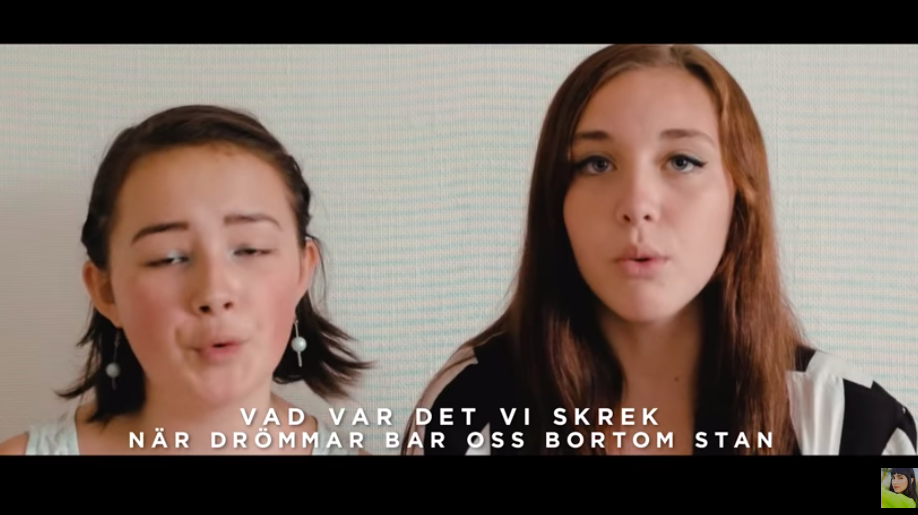 VAD VAR DET VI SKREK
NÄR DRÖMMAR BAR OSS BORTOM STAN